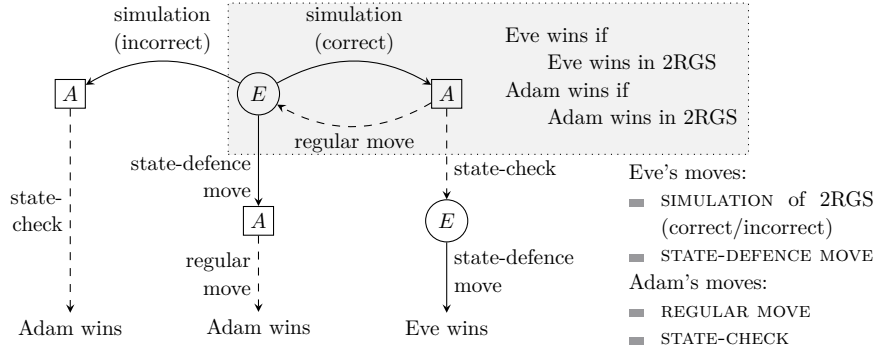 simulation
(incorrect)
simulation
(correct)
Eve wins if
Eve wins in 2RGS
Adam wins if
Adam wins in 2RGS
A
E
A
regular move
state-defence
move
state-check
state-
check
A
E
regular
move
state-defence
move
Adam wins
Adam wins
Eve wins
Eve's moves:
SIMULATION of 2RGS
(correct/incorrect)
STATE-DEFENCE MOVE
Adam's moves:
REGULAR MOVE
STATE-CHECK